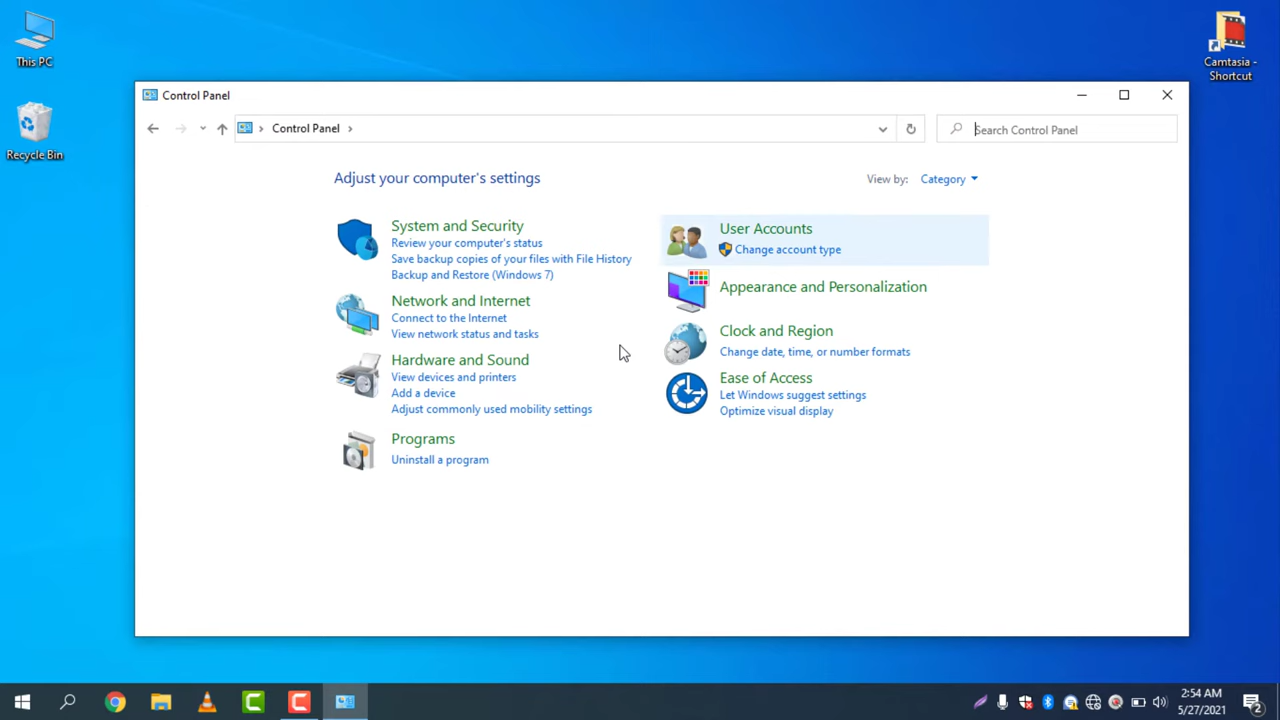 This PC
Recycle Bin
Camtasia -
Shortcut
Control Panel
Control Panel
Search Control Panel
Adjust your computer's settings
View by:
Category
System and Security
Review your computer's status
Save backup copies of your files with File History
Backup and Restore (Windows 7)
Network and Internet
Connect to the Internet
View network status and tasks
Hardware and Sound
View devices and printers
Add a device
Adjust commonly used mobility settings
Programs
Uninstall a program
User Accounts
Change account type
Appearance and Personalization
Clock and Region
Change date, time, or number formats
Ease of Access
Let Windows suggest settings
Optimize visual display
2:54 AM
5/27/2021
2